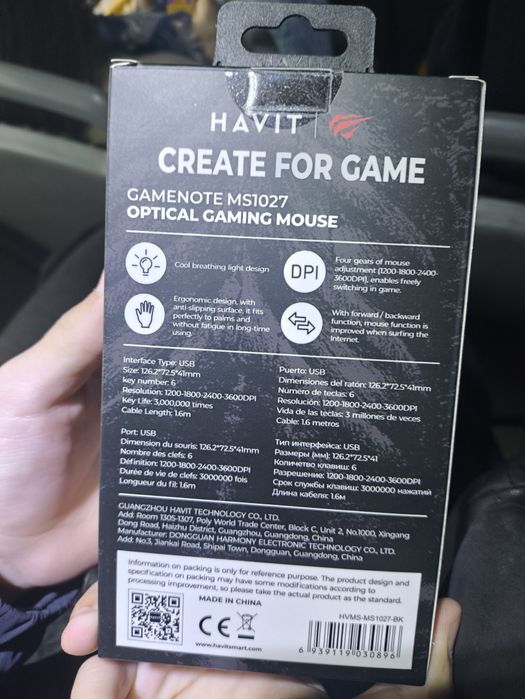 HAVIT
CREATE FOR GAME
GAMENOTE MS1027
OPTICAL GAMING MOUSE
Cool breathing light design
DPI
Four gears of mouse
adjustment (1200-1800-2400-
3600DPI), enables freely
switching in game.
Ergonomic design, with
anti-slipping surface, it fits
perfectly to palms and
without fatigue in long-time
using.
With forward / backward
function, mouse function is
improved when surfing the
Internet.
Interface Type: USB
Size: 126.2*72.5*41mm
key number: 6
Resolution: 1200-1800-2400-3600DPI
Key Life: 3,000,000 times
Cable Length: 1.6m
Puerto: USB
Dimensiones del ratón: 126.2*72.5*41mm
Número de teclas: 6
Resolución: 1200-1800-2400-3600DPI
Vida de las teclas: 3 millones de veces
Cable: 1.6 metros
Port: USB
Dimension du souris: 126.2*72.5*41mm
Nombre des clefs: 6
Définition: 1200-1800-2400-3600DPI
Durée de vie de clefs: 3000000 fois
Longueur du fil: 1.6m
Тип интерфейса: USB
Размеры (мм): 126.2*72.5*41
Количество клавиш: 6
Разрешение: 1200-1800-2400-3600DPI
Срок службы клавиш: 3000000 нажатий
Длина кабеля: 1.6м
GUANGZHOU HAVIT TECHNOLOGY CO., LTD.
Add: Room 1305-1307, Poly World Trade Center, Block C, Unit 2, No.1000, Xingang
Dong Road, Haizhu District, Guangzhou, Guangdong, China
Manufacturer: DONGGUAN HARMONY ELECTRONIC TECHNOLOGY CO., LTD.
Add: No.3, Jiankai Road, Shipai Town, Dongguan, Guangdong, China
Information on packing is only for reference purpose. The product design and
specification on packing may have some modifications according to
processing improvement, so please take the actual product as the standard.
MADE IN CHINA
CE
www.havitsmart.com
HVMS-MS1027-BK
6 939119 030896